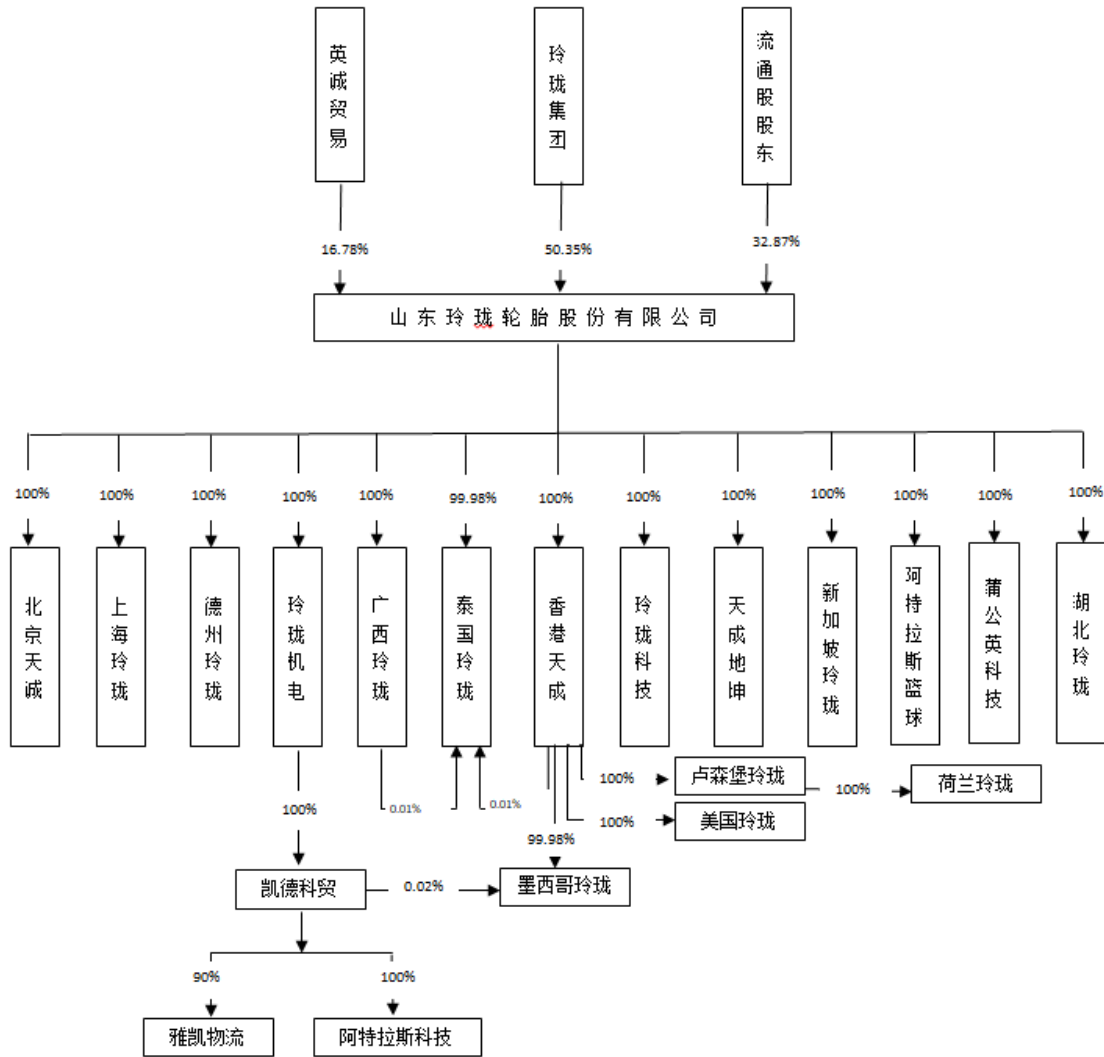 英诚贸易
玲珑集团
流通股股东
16.78%
50.35%
32.87%
山东玲珑轮胎股份有限公司
100%
100%
100%
100%
100%
99.98%
100%
100%
100%
100%
100%
100%
100%
北京天诚
上海玲珑
德州玲珑
玲珑机电
广西玲珑
泰国玲珑
香港天成
玲珑科技
天成地坤
新加坡玲珑
阿持拉斯篮球
蒲公英科技
湖北玲珑
100%
卢森堡玲珑
100%
荷兰玲珑
100%
0.01%
0.01%
100%
美国玲珑
99.98%
凯德科贸
0.02%
墨西哥玲珑
90%
100%
雅凯物流
阿特拉斯科技